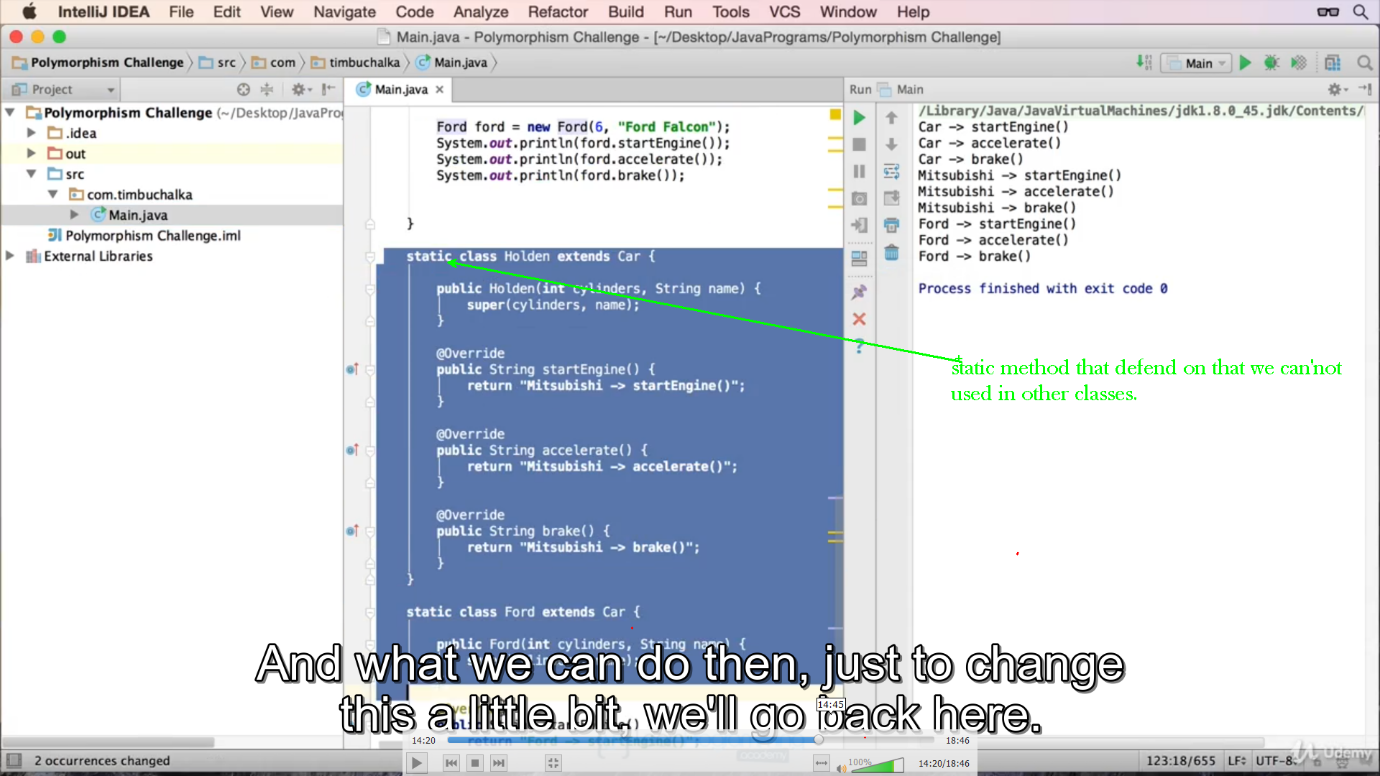 IntelliJ IDEA File Edit View Navigate Code Analyze Refactor Build Run Tools VCS Window Help
Main.java - Polymorphism Challenge - [~/Desktop/JavaPrograms/Polymorphism Challenge]
Polymorphism Challenge src com timbuchalka Main.java
Main
Project
Polymorphism Challenge (~/Desktop/JavaPro
.idea
out
src
com.timbuchalka
Main.java
Polymorphism Challenge.iml
External Libraries
Main.java
Ford ford = new Ford(6, "Ford Falcon");
System.out.println(ford.startEngine());
System.out.println(ford.accelerate());
System.out.println(ford.brake());
}
static class Holden extends Car {
public Holden(int cylinders, String name) {
super(cylinders, name);
}
@Override
public String startEngine() {
return "Mitsubishi -> startEngine()";
}
@Override
public String accelerate() {
return "Mitsubishi -> accelerate()";
}
@Override
public String brake() {
return "Mitsubishi -> brake()";
}
}
static class Ford extends Car {
public Ford(int cylinders, String name) {
Run Main
/Library/Java/JavaVirtualMachines/jdk1.8.0_45.jdk/Contents/
Car -> startEngine()
Car -> accelerate()
Car -> brake()
Mitsubishi -> startEngine()
Mitsubishi -> accelerate()
Mitsubishi -> brake()
Ford -> startEngine()
Ford -> accelerate()
Ford -> brake()
Process finished with exit code 0
static method that defend on that we can'not
used in other classes.
And what we can do then, just to change
this a little bit, we'll go back here.
14:45
14:20
18:46
100%
14:20/18:46
2 occurrences changed
123:18/655 LF÷ UTF-8
Udemy